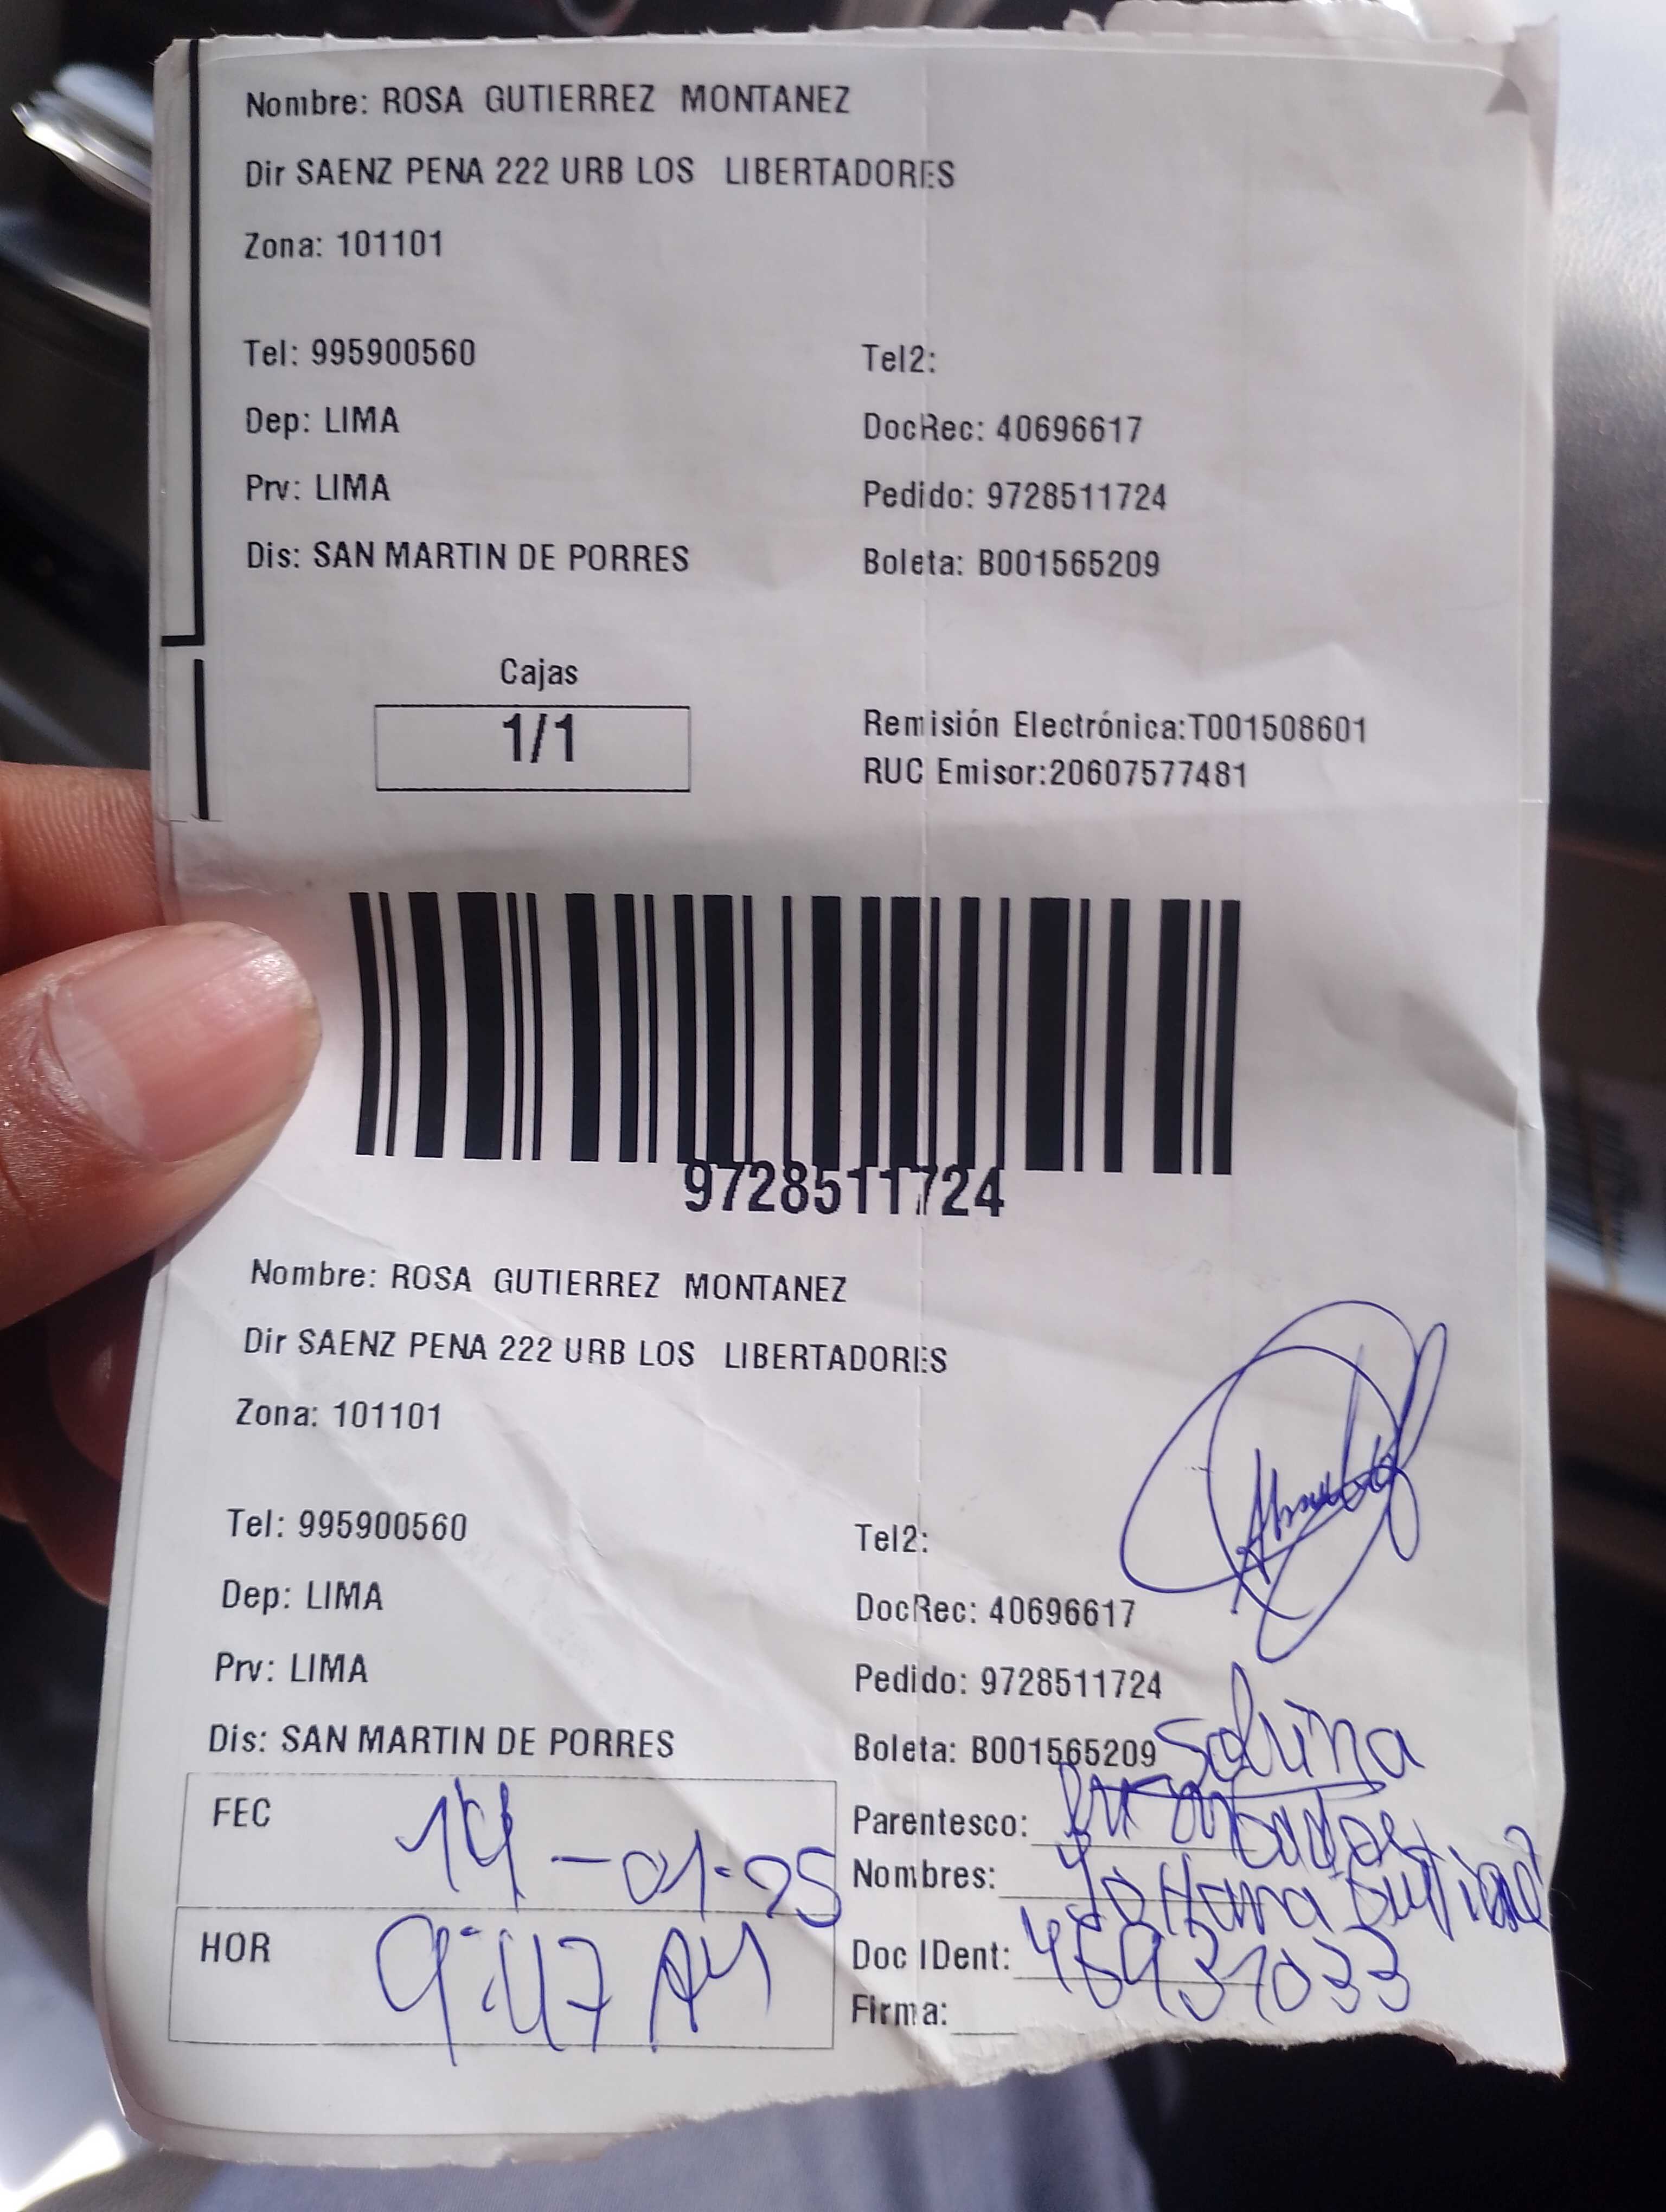 Nombre: ROSA GUTIERREZ MONTANEZ
Dir SAENZ PENA 222 URB LOS LIBERTADORES
Zona: 101101
Tel: 995900560 Tel2:
Dep: LIMA DocRec: 40696617
Prv: LIMA Pedido: 9728511724
Dis: SAN MARTIN DE PORRES Boleta: B001565209
Cajas
1/1
Remisión Electrónica:T001508601
RUC Emisor:20607577481
9728511724
Nombre: ROSA GUTIERREZ MONTANEZ
Dir SAENZ PENA 222 URB LOS LIBERTADORES
Zona: 101101
Tel: 995900560 Tel2:
Dep: LIMA DocRec: 40696617
Prv: LIMA Pedido: 9728511724
Dis: SAN MARTIN DE PORRES Boleta: B001565209
Sobrina
FEC 14-01-25
Parentesco:
Nombres:
HOR 9:47 AM
Doc IDent: 45931033
Firma: